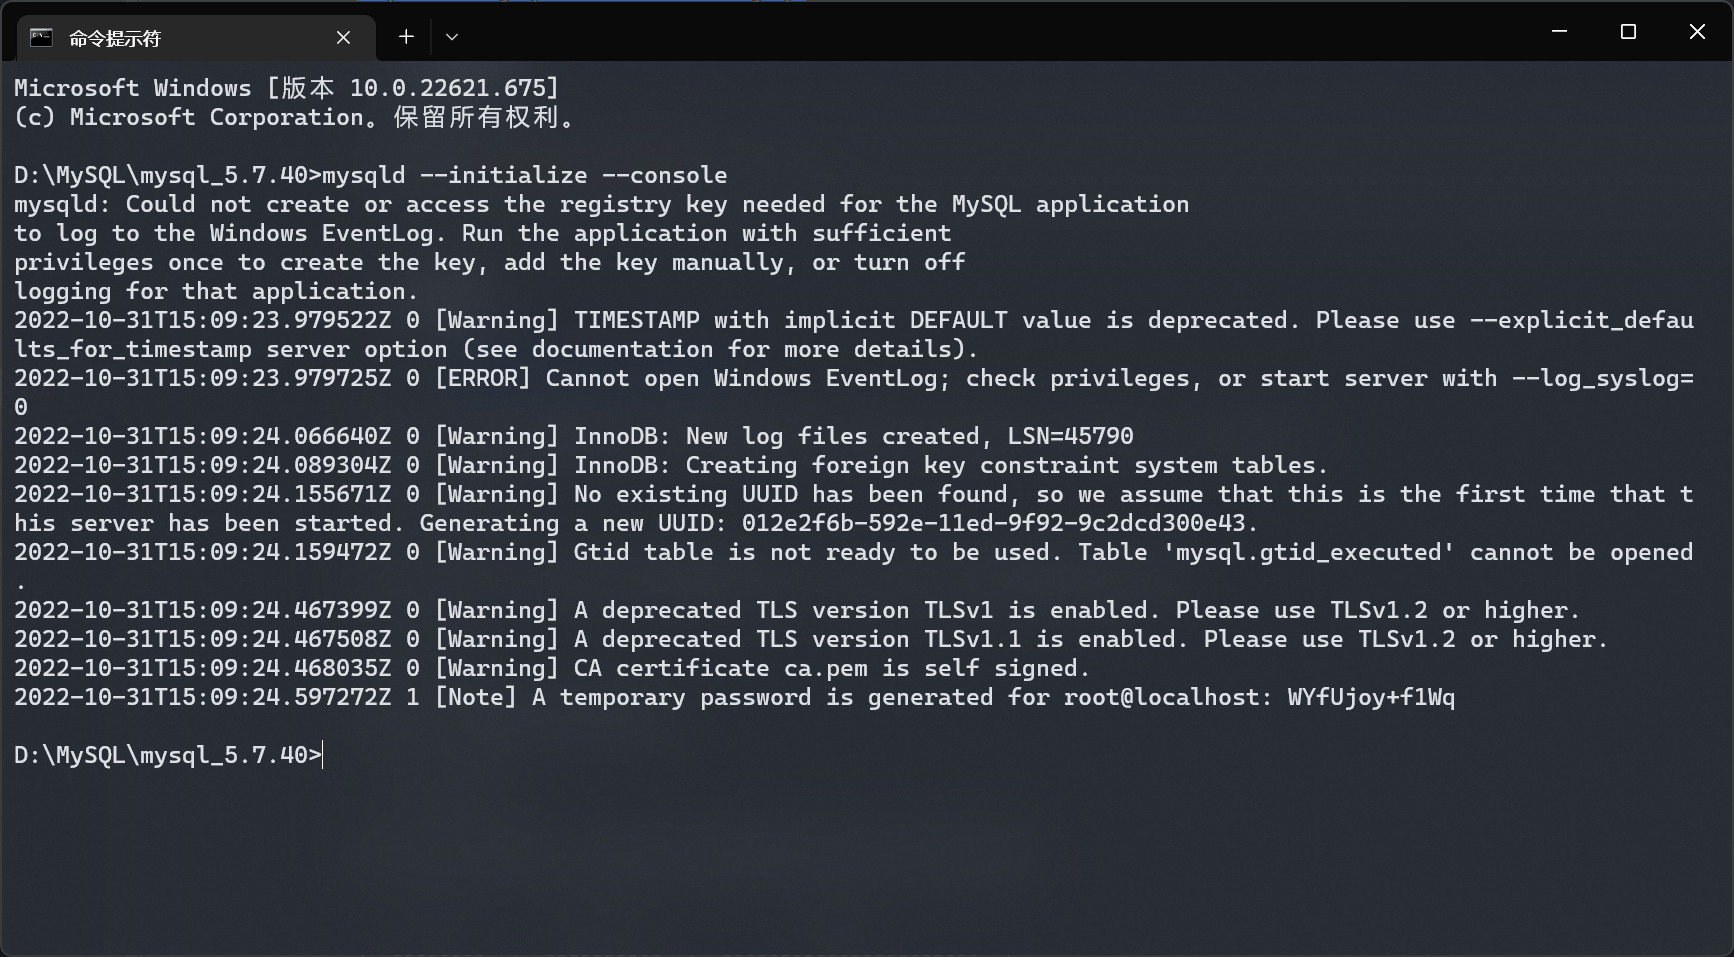 命令提示符
Microsoft Windows [版本 10.0.22621.675]
(c) Microsoft Corporation。保留所有权利。
D:\MySQL\mysql_5.7.40>mysqld --initialize --console
mysqld: Could not create or access the registry key needed for the MySQL application
to log to the Windows EventLog. Run the application with sufficient
privileges once to create the key, add the key manually, or turn off
logging for that application.
2022-10-31T15:09:23.979522Z 0 [Warning] TIMESTAMP with implicit DEFAULT value is deprecated. Please use --explicit_defau
lts_for_timestamp server option (see documentation for more details).
2022-10-31T15:09:23.979725Z 0 [ERROR] Cannot open Windows EventLog; check privileges, or start server with --log_syslog=
0
2022-10-31T15:09:24.066640Z 0 [Warning] InnoDB: New log files created, LSN=45790
2022-10-31T15:09:24.089304Z 0 [Warning] InnoDB: Creating foreign key constraint system tables.
2022-10-31T15:09:24.155671Z 0 [Warning] No existing UUID has been found, so we assume that this is the first time that t
his server has been started. Generating a new UUID: 012e2f6b-592e-11ed-9f92-9c2dcd300e43.
2022-10-31T15:09:24.159472Z 0 [Warning] Gtid table is not ready to be used. Table 'mysql.gtid_executed' cannot be opened
.
2022-10-31T15:09:24.467399Z 0 [Warning] A deprecated TLS version TLSv1 is enabled. Please use TLSv1.2 or higher.
2022-10-31T15:09:24.467508Z 0 [Warning] A deprecated TLS version TLSv1.1 is enabled. Please use TLSv1.2 or higher.
2022-10-31T15:09:24.468035Z 0 [Warning] CA certificate ca.pem is self signed.
2022-10-31T15:09:24.597272Z 1 [Note] A temporary password is generated for root@localhost: WYfUjoy+f1Wq
D:\MySQL\mysql_5.7.40>